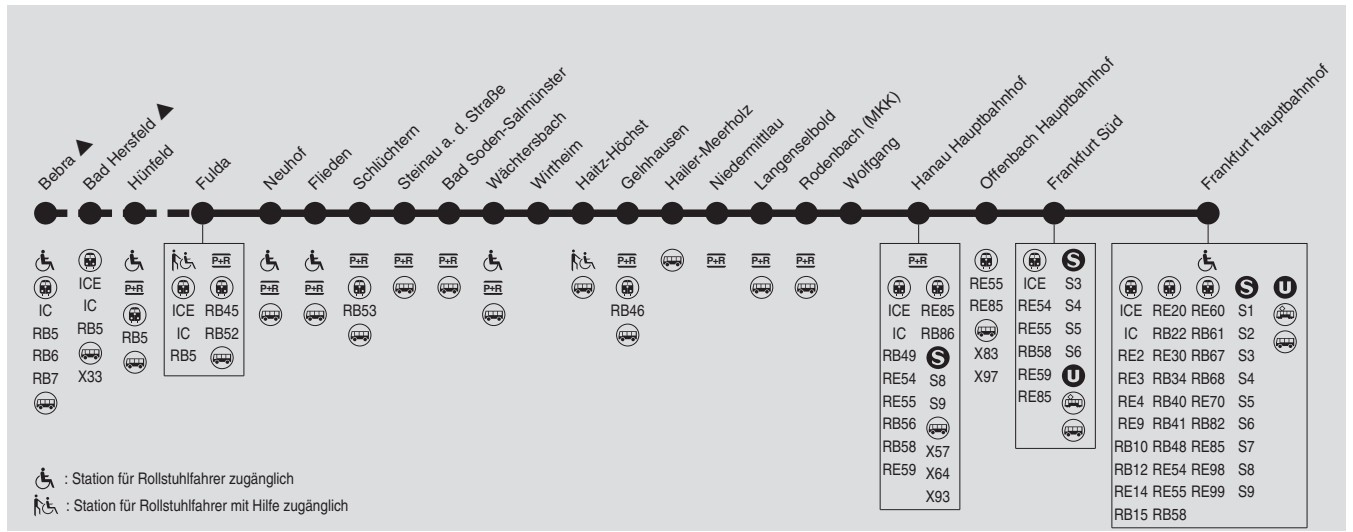 Bebra
Bad Hersfeld
Hünfeld
Fulda
Neuhof
Flieden
Schlüchtern
Steinau a. d. Straße
Bad Soden-Salmünster
Wächtersbach
Wirtheim
Haitz-Höchst
Gelnhausen
Hailer-Meerholz
Niedermittlau
Langenselbold
Rodenbach (MKK)
Wolfgang
Hanau Hauptbahnhof
Offenbach Hauptbahnhof
Frankfurt Süd
Frankfurt Hauptbahnhof
IC
RB5
RB6
RB7
ICE
IC
RB5
X33
P+R
RB5
P+R
ICE RB45
IC RB52
RB5
P+R
P+R
P+R
RB53
P+R
P+R
P+R
P+R
RB46
P+R
P+R
P+R
P+R
ICE RE85
IC RB86
RB49 S
RE54 S8
RE55 S9
RB56
RB58 X57
RE59 X64
X93
RE55
RE85
X83
X97
S
ICE S3
RE54 S4
RE55 S5
RB58 S6
RE59 U
RE85
S U
ICE RE20 RE60 S1
IC RB22 RB61 S2
RE2 RE30 RB67 S3
RE3 RB34 RB68 S4
RE4 RB40 RE70 S5
RE9 RB41 RB82 S6
RB10 RB48 RE85 S7
RB12 RE54 RE98 S8
RE14 RE55 RE99 S9
RB15 RB58
: Station für Rollstuhlfahrer zugänglich
: Station für Rollstuhlfahrer mit Hilfe zugänglich